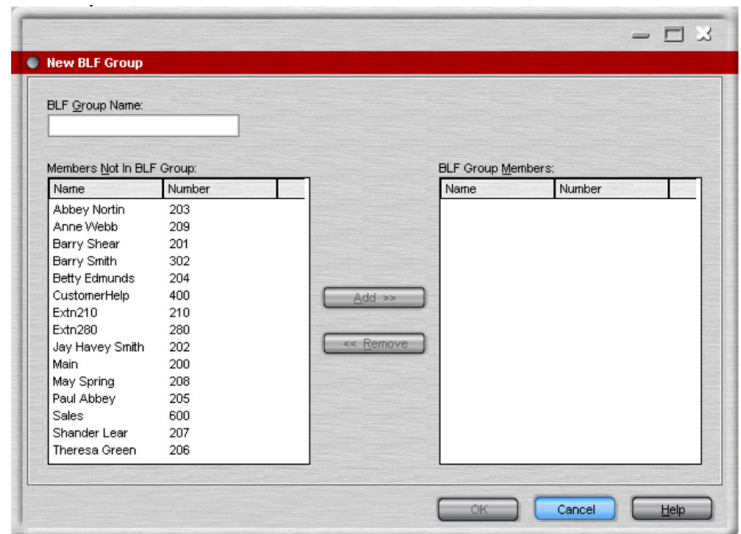 New BLF Group
BLF Group Name:
Members Not In BLF Group:
Name Number
Abbey Nortin 203
Anne Webb 209
Barry Shear 201
Barry Smith 302
Betty Edmunds 204
CustomerHelp 400
Extn210 210
Extn280 280
Jay Havey Smith 202
Main 200
May Spring 208
Paul Abbey 205
Sales 600
Shander Lear 207
Theresa Green 206
Add >>
<< Remove
BLF Group Members:
Name Number
OK Cancel Help